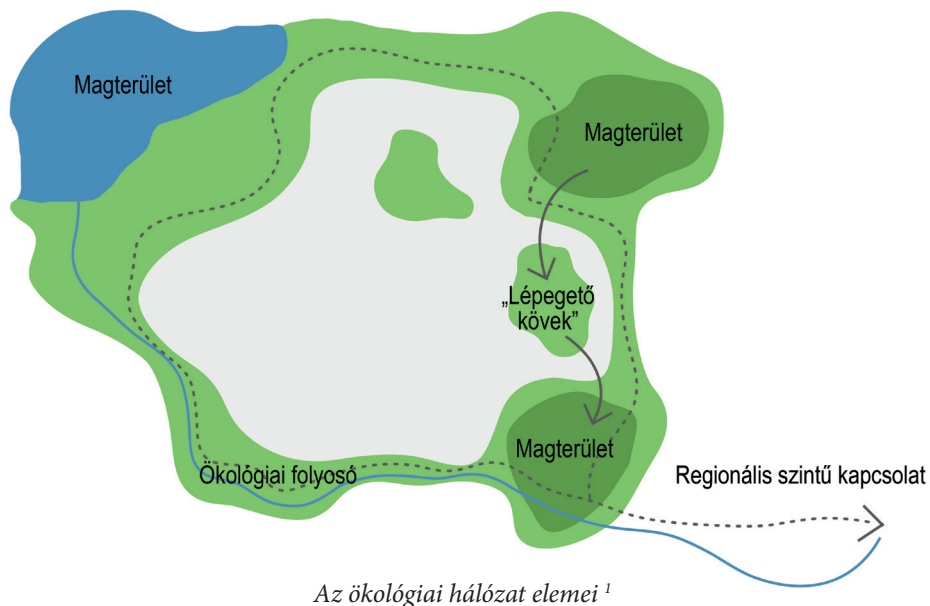 Magterület
Magterület
„Lépegető
kövek”
Magterület
Ökológiai folyosó
Regionális szintű kapcsolat
Az ökológiai hálózat elemei ¹